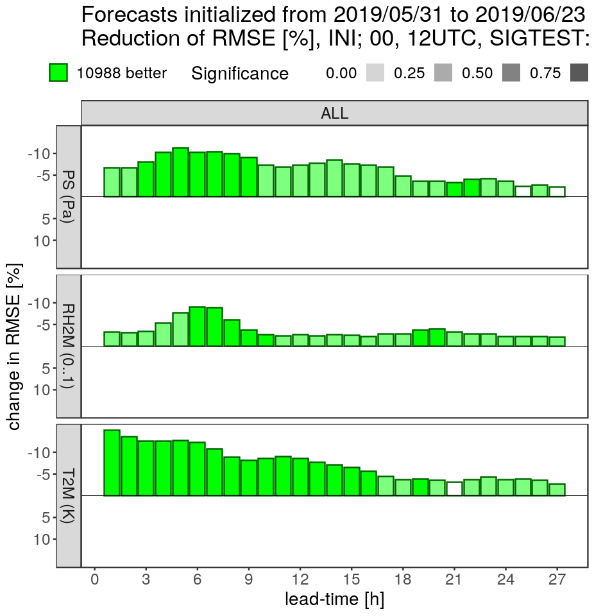 Forecasts initialized from 2019/05/31 to 2019/06/23
Reduction of RMSE [%], INI; 00, 12UTC, SIGTEST:
10988 better Significance 0.00 0.25 0.50 0.75
ALL
change in RMSE [%]
-10
-5
5
10
PS (Pa)
-10
-5
5
10
RH2M (0..1)
-10
-5
5
10
T2M (K)
0 3 6 9 12 15 18 21 24 27
lead-time [h]